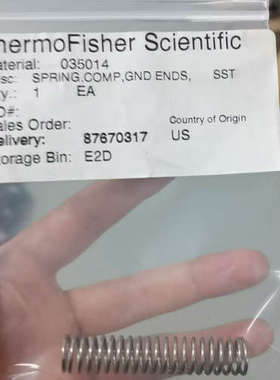 hermoFisher Scientific
aterial: 035014
sc: SPRING,COMP,GND ENDS, SST
y.: 1 EA
O#:
ales Order:
Country of Origin
elivery: 87670317 US
torage Bin: E2D